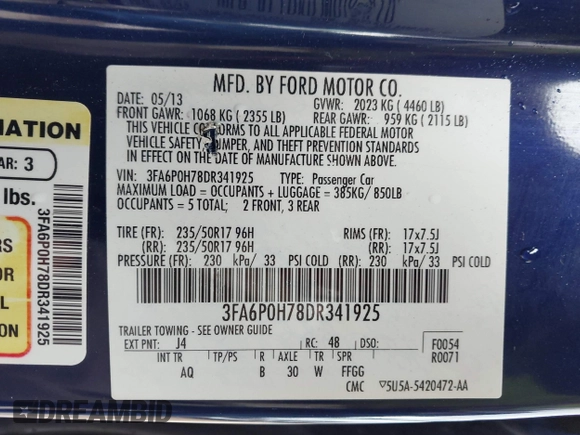 MFD. BY FORD MOTOR CO.
DATE: 05/13 GVWR: 2023 KG ( 4460 LB)
FRONT GAWR: 1068 KG ( 2355 LB) REAR GAWR: 959 KG ( 2115 LB)
THIS VEHICLE CONFORMS TO ALL APPLICABLE FEDERAL MOTOR
VEHICLE SAFETY, BUMPER, AND THEFT PREVENTION STANDARDS
IN EFFECT ON THE DATE OF MANUFACTURE SHOWN ABOVE.
VIN: 3FA6P0H78DR341925 TYPE: Passenger Car
MAXIMUM LOAD = OCCUPANTS + LUGGAGE = 385KG/ 850LB
OCCUPANTS = 5 TOTAL; 2 FRONT, 3 REAR
TIRE (FR): 235/50R17 96H RIMS (FR): 17x7.5J
(RR): 235/50R17 96H (RR): 17x7.5J
PRESSURE (FR): 230 kPa/ 33 PSI COLD (RR): 230 kPa/ 33 PSI COLD
3FA6P0H78DR341925
TRAILER TOWING - SEE OWNER GUIDE
EXT PNT: J4 RC: 48 DSO: F0054
R0071
INT TR TP/PS R AXLE TR SPR
AQ B 30 W FFGG
CMC 5U5A-5420472-AA
MATION
AR: 3
lbs.
RS
OR
S
3FA6P0H78DR341925
DREAMBID